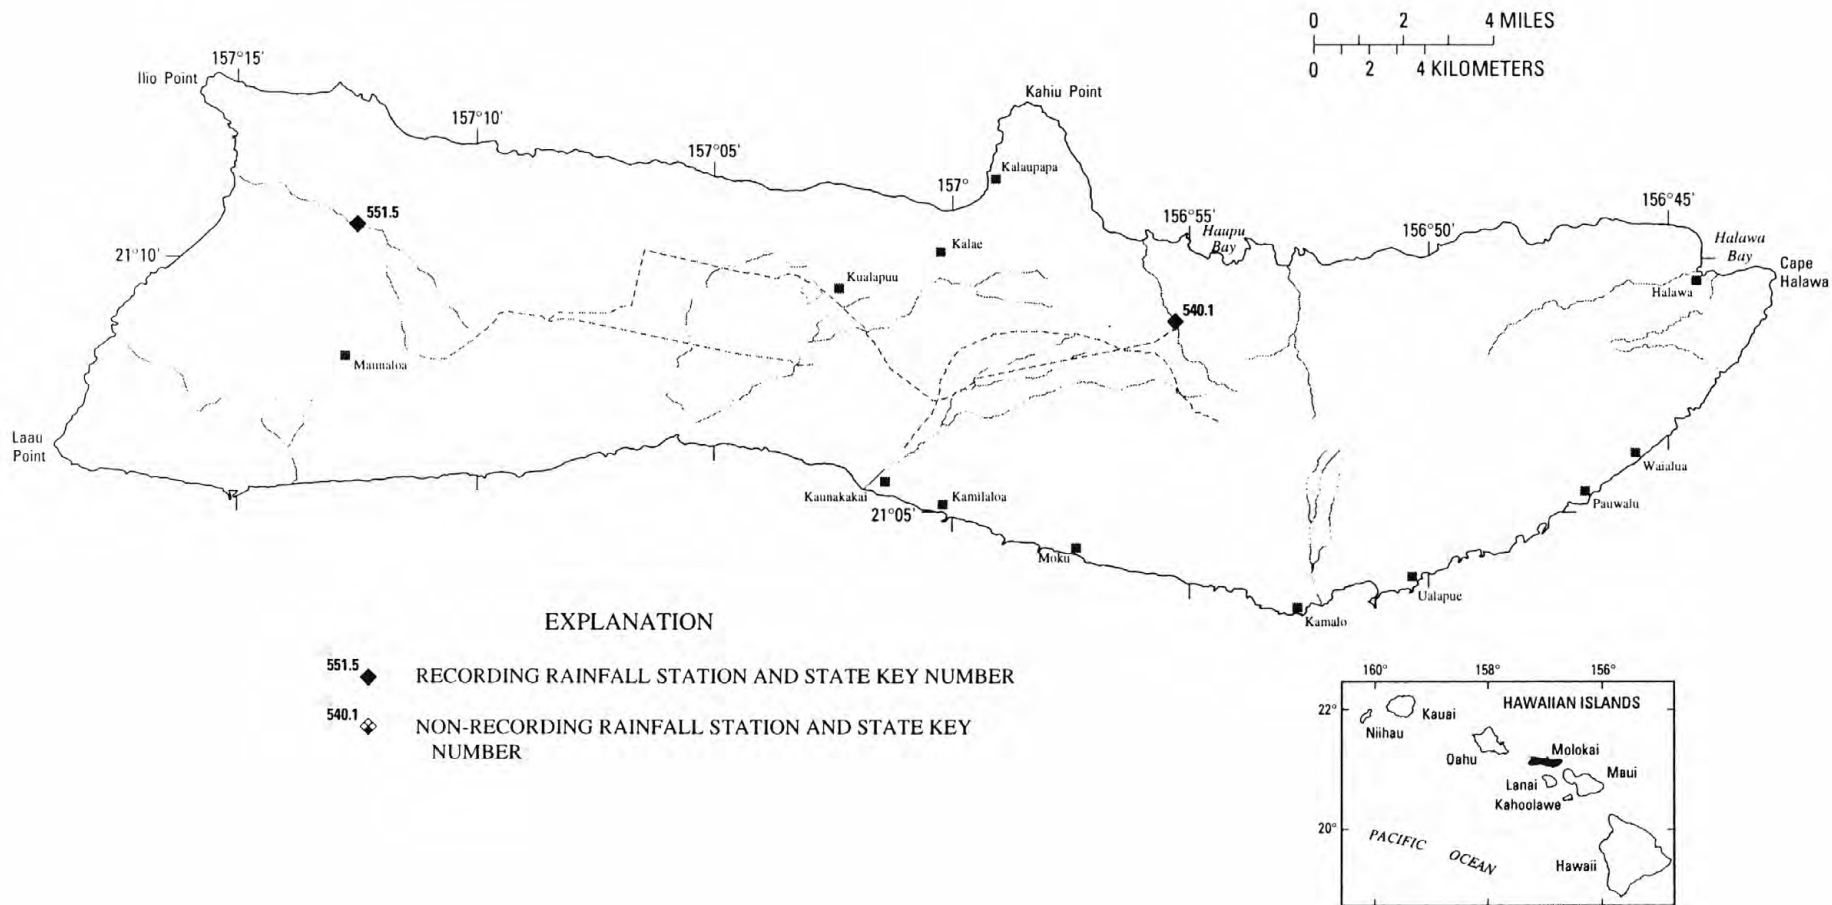 0 2 4 MILES
0 2 4 KILOMETERS
157°15'
Ilio Point
157°10'
157°05'
157°
156°55'
156°50'
156°45'
Kahiu Point
Kalaupapa
551.5
21°10'
Kalae
Kualapuu
Haupu
Bay
540.1
Halawa
Bay
Cape
Halawa
Halawa
Maunaloa
Laau
Point
Waialua
Pauwalu
Kaunakakai
Kamilaloa
21°05'
Moku
Ualapue
Kamalo
EXPLANATION
551.5 RECORDING RAINFALL STATION AND STATE KEY NUMBER
540.1 NON-RECORDING RAINFALL STATION AND STATE KEY
NUMBER
160° 158° 156°
HAWAIIAN ISLANDS
22°
Kauai
Niihau
Oahu
Molokai
Maui
Lanai
Kahoolawe
20°
PACIFIC OCEAN
Hawaii